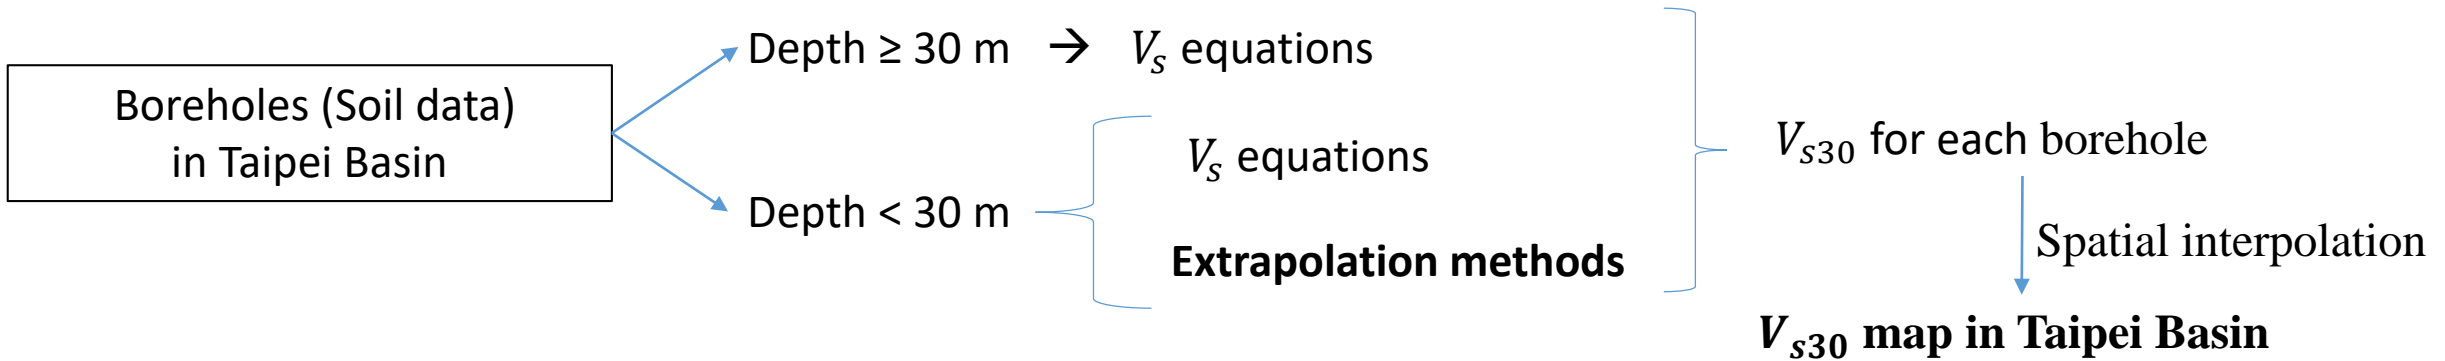 Boreholes (Soil data)
in Taipei Basin
Depth ≥ 30 m → Vs equations
Depth < 30 m
Vs equations
Extrapolation methods
Vs30 for each borehole
Spatial interpolation
Vs30 map in Taipei Basin